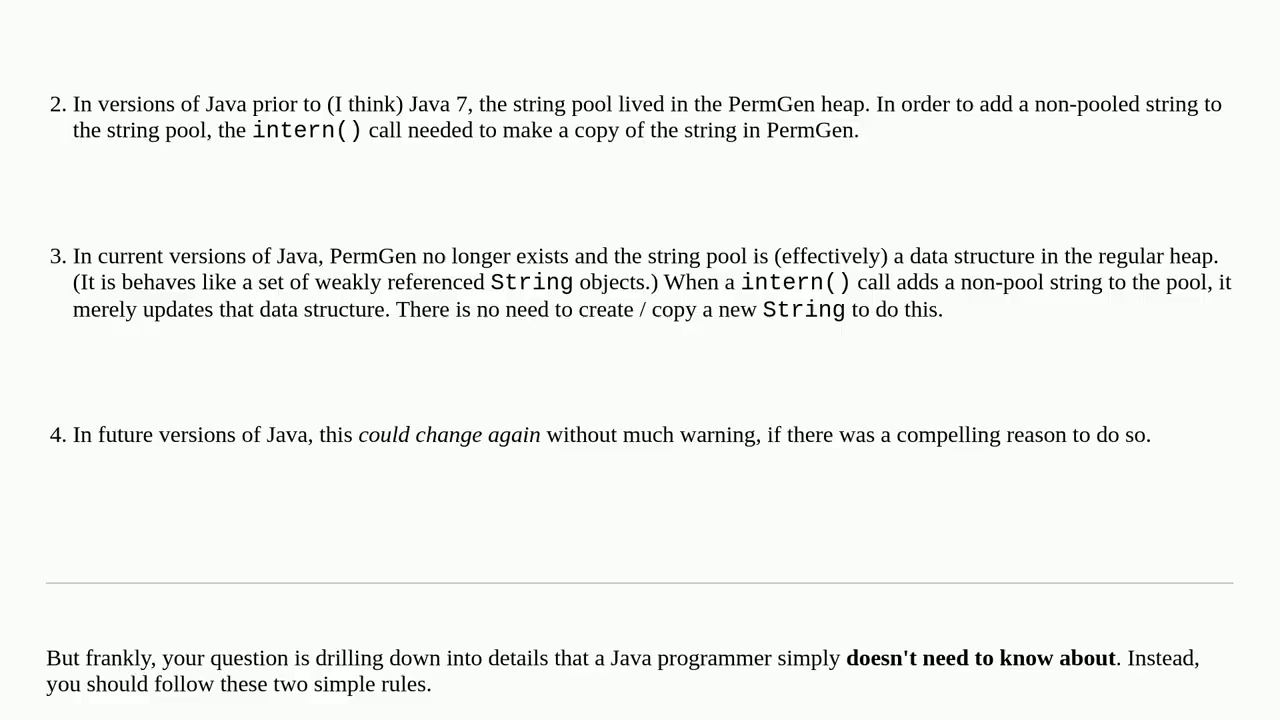 2. In versions of Java prior to (I think) Java 7, the string pool lived in the PermGen heap. In order to add a non-pooled string to
the string pool, the intern() call needed to make a copy of the string in PermGen.
3. In current versions of Java, PermGen no longer exists and the string pool is (effectively) a data structure in the regular heap.
(It is behaves like a set of weakly referenced String objects.) When a intern() call adds a non-pool string to the pool, it
merely updates that data structure. There is no need to create / copy a new String to do this.
4. In future versions of Java, this could change again without much warning, if there was a compelling reason to do so.
But frankly, your question is drilling down into details that a Java programmer simply doesn't need to know about. Instead,
you should follow these two simple rules.